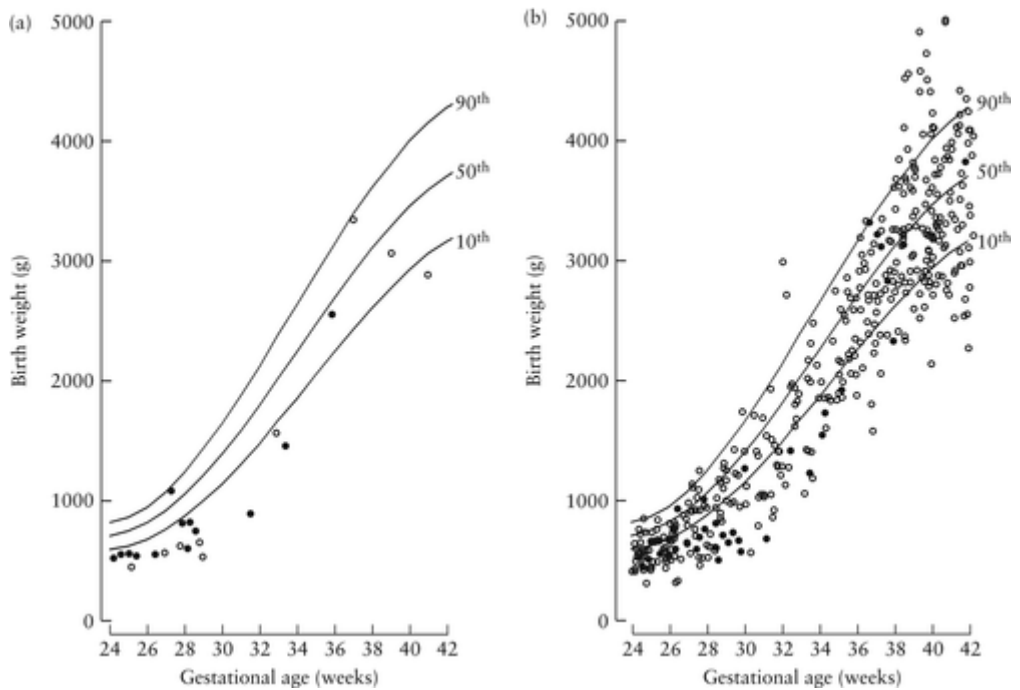 (a)
5000
4000
3000
2000
1000
0
Birth weight (g)
90th
50th
10th
24 26 28 30 32 34 36 38 40 42
Gestational age (weeks)
(b)
5000
4000
3000
2000
1000
0
Birth weight (g)
90th
50th
10th
24 26 28 30 32 34 36 38 40 42
Gestational age (weeks)